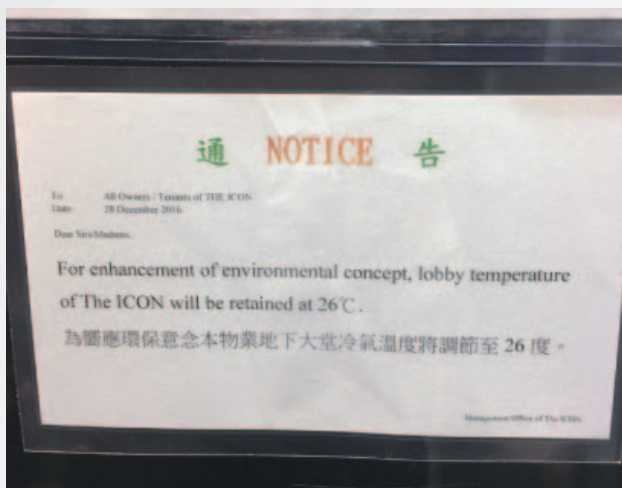 通 NOTICE 告
To: All Owners / Tenants of THE ICON
Date: 28 December 2016
Dear Sirs/Madams,
For enhancement of environmental concept, lobby temperature
of The ICON will be retained at 26℃.
為響應環保意念本物業地下大堂冷氣溫度將調節至 26 度。
Management Office of The ICON